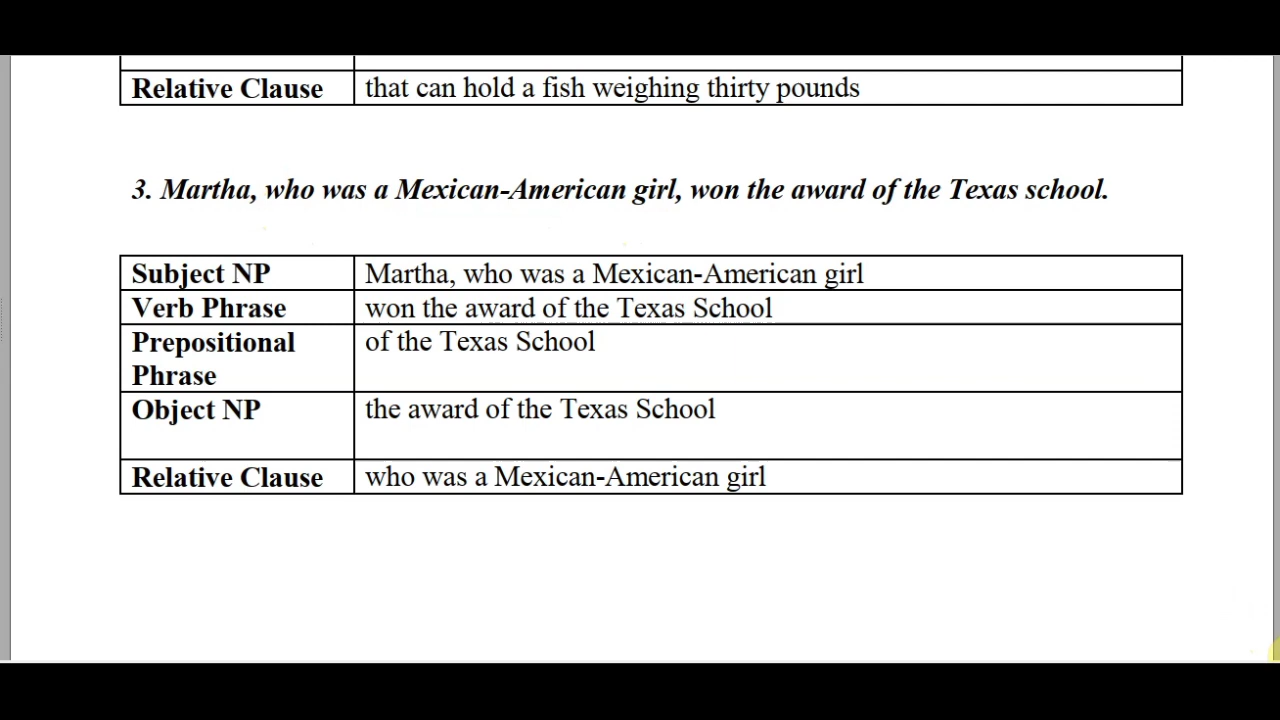 Relative Clause that can hold a fish weighing thirty pounds
3. Martha, who was a Mexican-American girl, won the award of the Texas school.
Subject NP Martha, who was a Mexican-American girl
Verb Phrase won the award of the Texas School
Prepositional of the Texas School
Phrase
Object NP the award of the Texas School
Relative Clause who was a Mexican-American girl